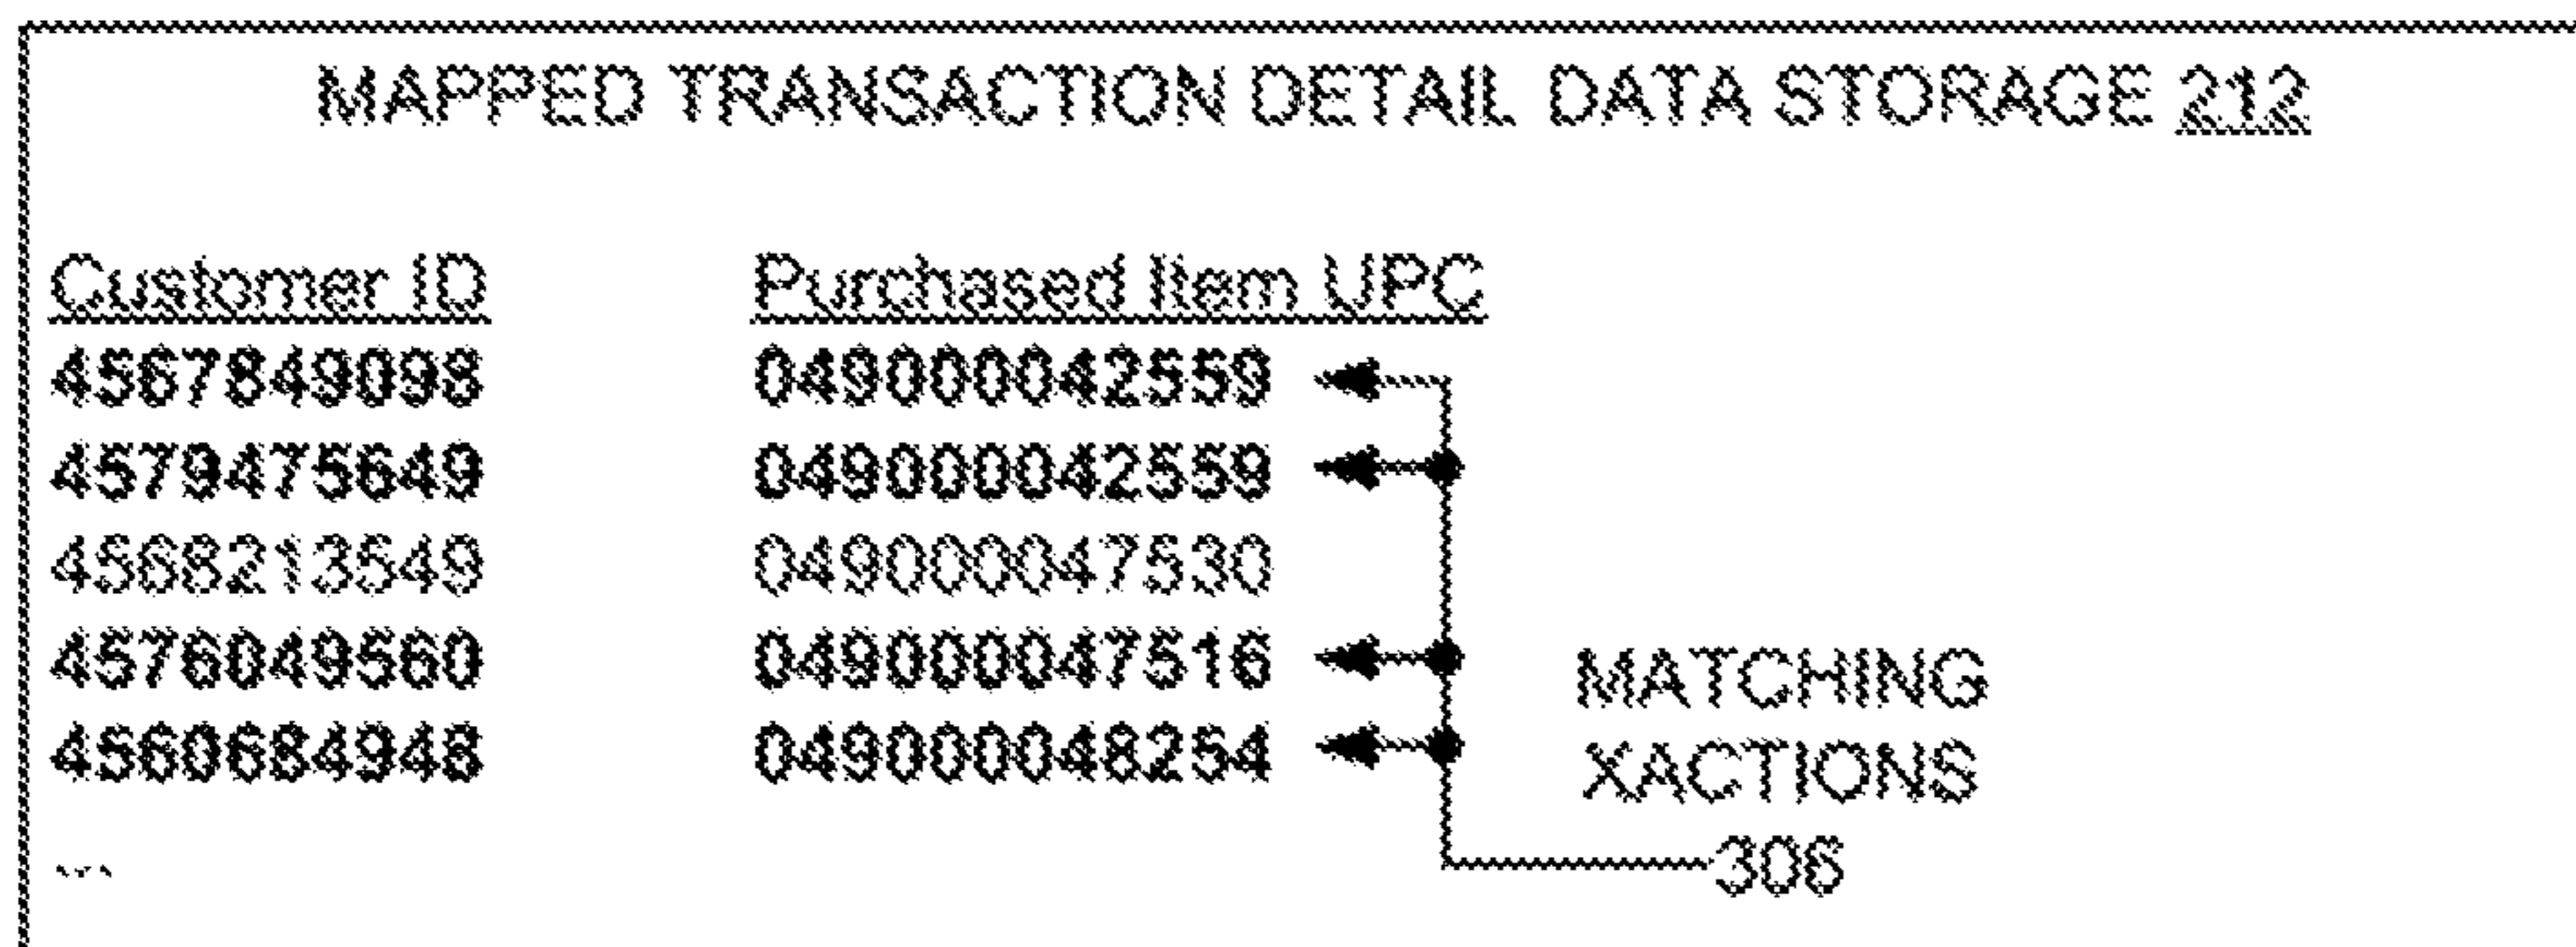 MAPPED TRANSACTION DETAIL DATA STORAGE 212
Customer ID Purchased Item UPC
4567849098 049000042559
4579475649 049000042559
4568213549 049000047530
4576049560 049000047516
4560684948 049000048254
MATCHING
XACTIONS
...
306